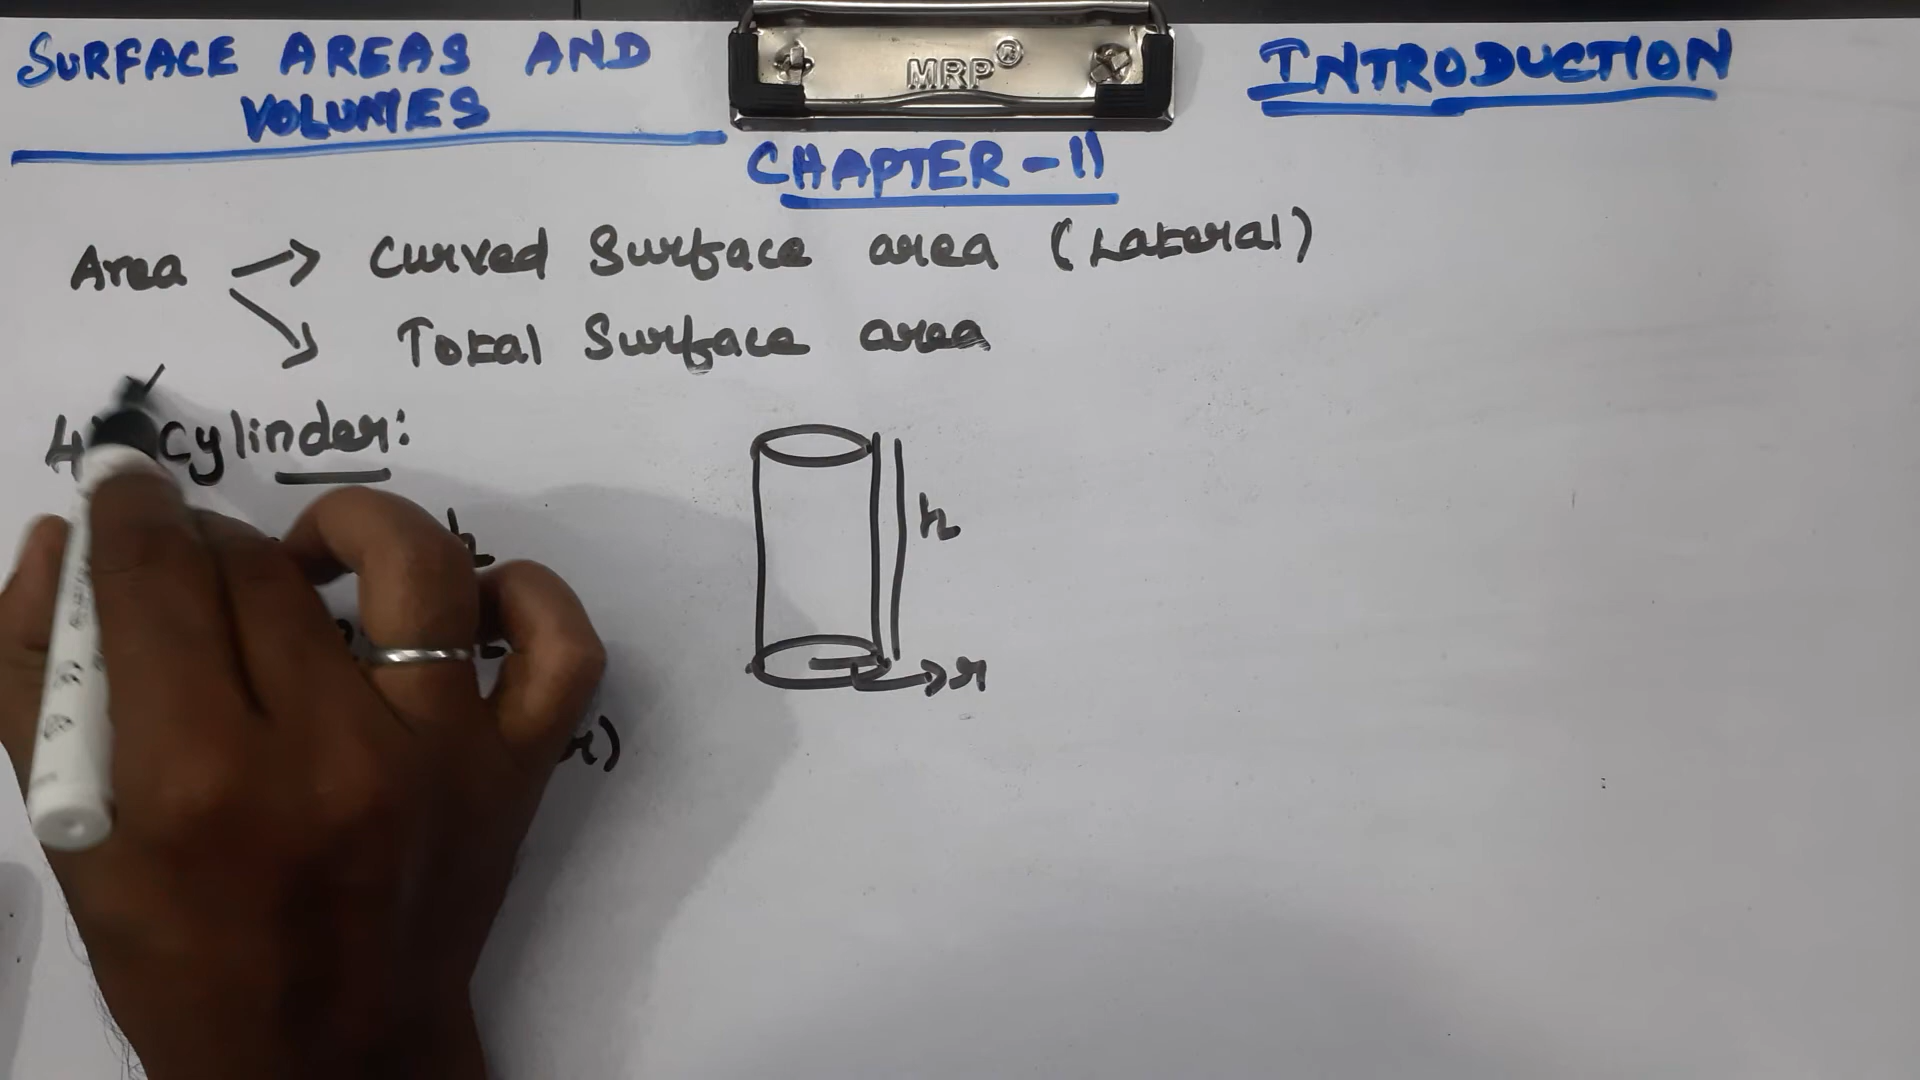 SURFACE AREAS AND
VOLUMES
MRP®
INTRODUCTION
CHAPTER-11
Area → Curved Surface area (Lateral)
Total Surface area
Cylinder:
h
h
r
r)